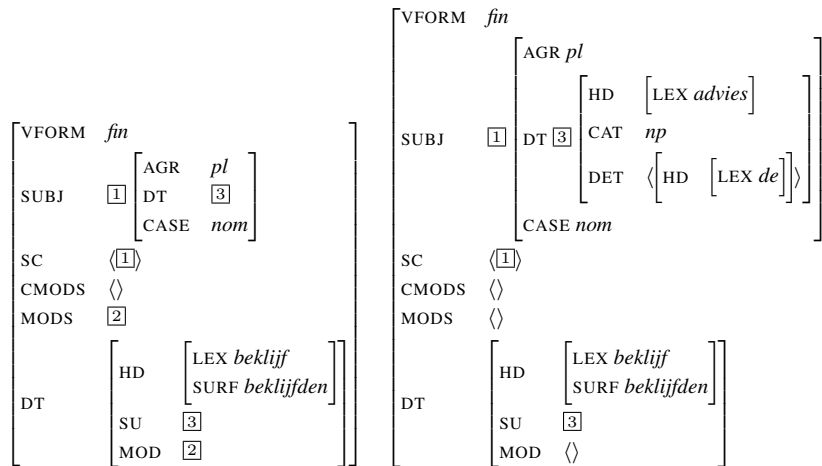 VFORM fin
SUBJ 1
AGR pl
DT 3
CASE nom
SC ⟨1⟩
CMODS ⟨⟩
MODS 2
DT
HD
LEX beklijf
SURF beklijfden
SU 3
MOD 2
VFORM fin
SUBJ 1
AGR pl
DT 3
HD LEX advies
CAT np
DET ⟨HD LEX de⟩
CASE nom
SC ⟨1⟩
CMODS ⟨⟩
MODS ⟨⟩
DT
HD
LEX beklijf
SURF beklijfden
SU 3
MOD ⟨⟩